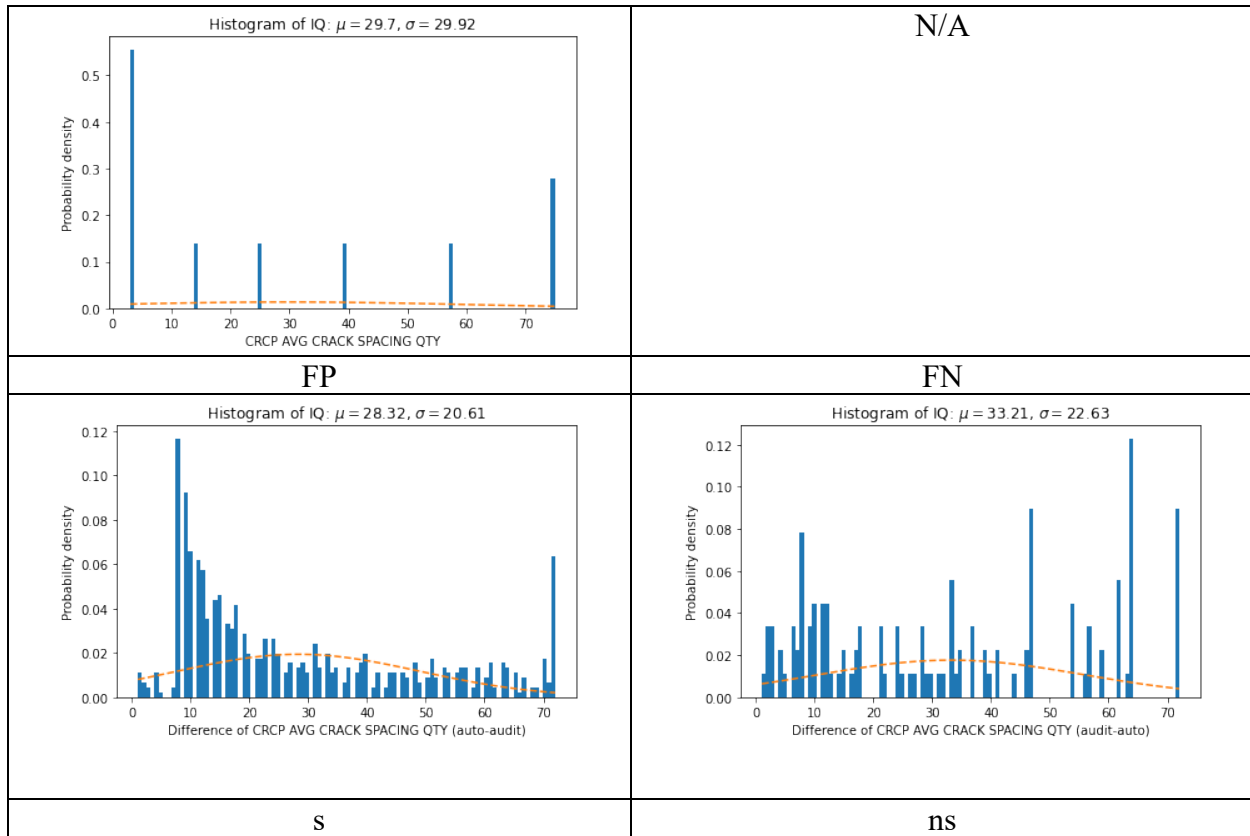 Histogram of IQ: μ = 29.7, σ = 29.92
Probability density
0.5
0.4
0.3
0.2
0.1
0.0
0 10 20 30 40 50 60 70
CRCP AVG CRACK SPACING QTY
N/A
FP
FN
Histogram of IQ: μ = 28.32, σ = 20.61
Probability density
0.12
0.10
0.08
0.06
0.04
0.02
0.00
0 10 20 30 40 50 60 70
Difference of CRCP AVG CRACK SPACING QTY (auto-audit)
Histogram of IQ: μ = 33.21, σ = 22.63
Probability density
0.12
0.10
0.08
0.06
0.04
0.02
0.00
0 10 20 30 40 50 60 70
Difference of CRCP AVG CRACK SPACING QTY (audit-auto)
s
ns